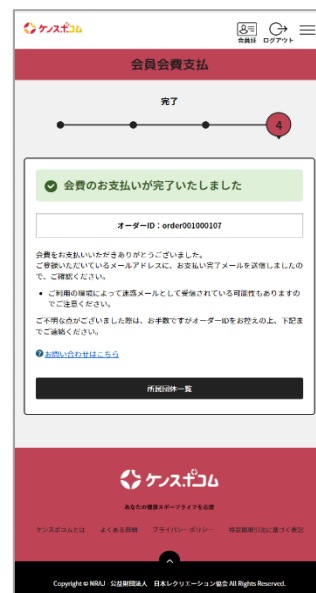 ケンスポコム
会員証 ログアウト
会員会費支払
完了
4
会費のお支払いが完了いたしました
オーダーID：order001000107
会費をお支払いいただきありがとうございました。
ご登録いただいているメールアドレスに、お支払い完了メールを送信しましたの
で、ご確認ください。
• ご利用の環境によって迷惑メールとして受信されている可能性もありますの
でご注意ください。
ご不明な点がございました際は、お手数ですがオーダーIDをお控えの上、下記ま
でご連絡ください。
お問い合わせはこちら
所属団体一覧
ケンスポコム
あなたの健康スポーツライフを応援
ケンスポコムとは よくある質問 プライバシーポリシー 特定商取引法に基づく表記
Copyright © NRAJ 公益財団法人 日本レクリエーション協会 All Rights Reserved.